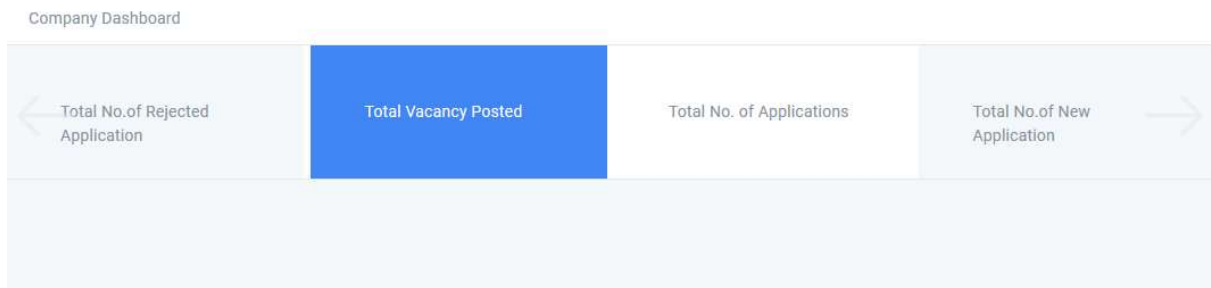 Company Dashboard
Total No.of Rejected
Application
Total Vacancy Posted
Total No. of Applications
Total No.of New
Application